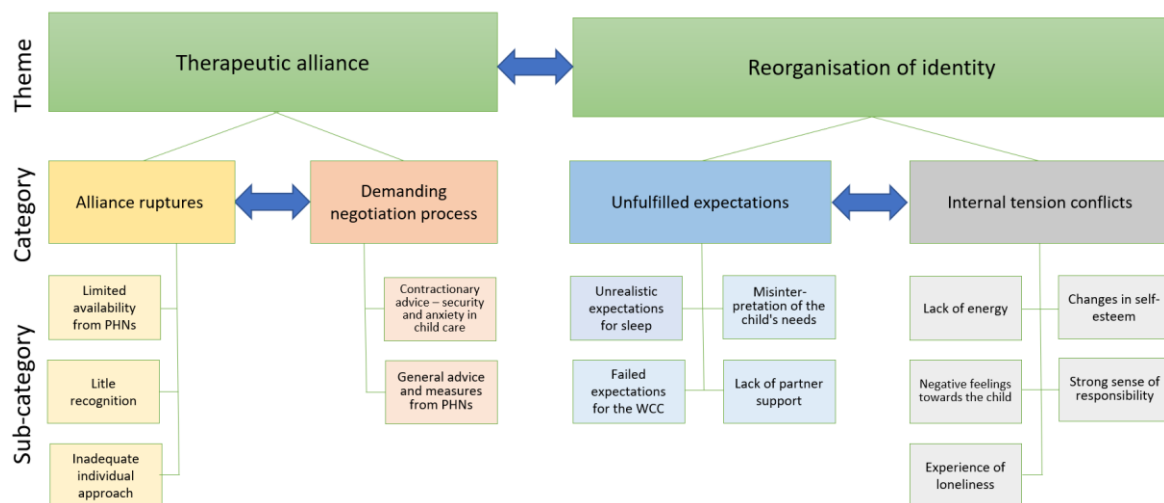 Theme
Therapeutic alliance
Reorganisation of identity
Category
Alliance ruptures
Demanding
negotiation process
Unfulfilled expectations
Internal tension conflicts
Sub-category
Limited
availability
from PHNs
Litle
recognition
Inadequate
individual
approach
Contractionary
advice – security
and anxiety in
child care
General advice
and measures
from PHNs
Unrealistic
expectations
for sleep
Misinter-
pretation of the
child's needs
Failed
expectations
for the WCC
Lack of partner
support
Lack of energy
Changes in self-
esteem
Negative feelings
towards the child
Strong sense of
responsibility
Experience of
loneliness